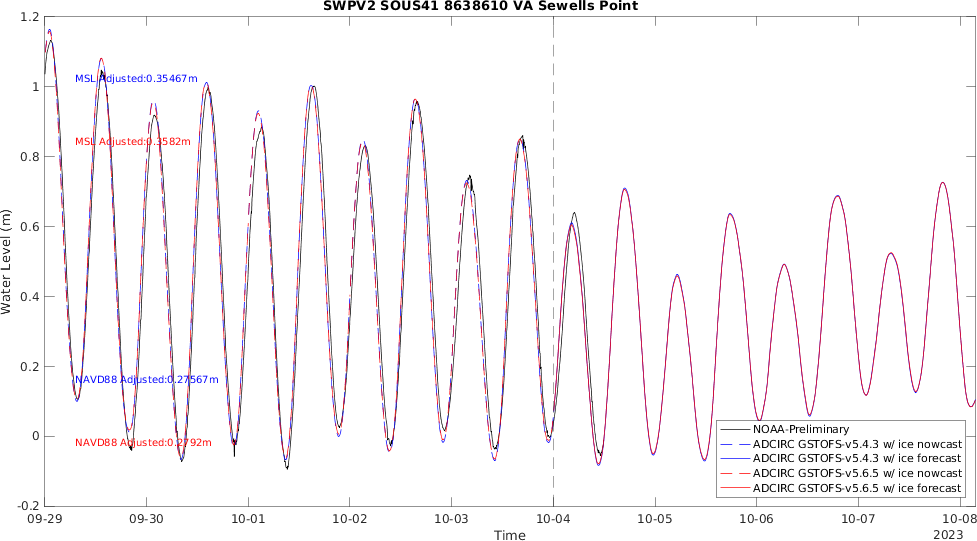 SWPV2 SOUS41 8638610 VA Sewells Point
1.2
1
0.8
0.6
0.4
0.2
0
-0.2
Water Level (m)
MSL Adjusted:0.35467m
MSL Adjusted:0.3582m
NAVD88 Adjusted:0.27567m
NAVD88 Adjusted:0.2792m
NOAA-Preliminary
ADCIRC GSTOFS-v5.4.3 w/ ice nowcast
ADCIRC GSTOFS-v5.4.3 w/ ice forecast
ADCIRC GSTOFS-v5.6.5 w/ ice nowcast
ADCIRC GSTOFS-v5.6.5 w/ ice forecast
09-29 09-30 10-01 10-02 10-03 10-04 10-05 10-06 10-07 10-08
Time
2023